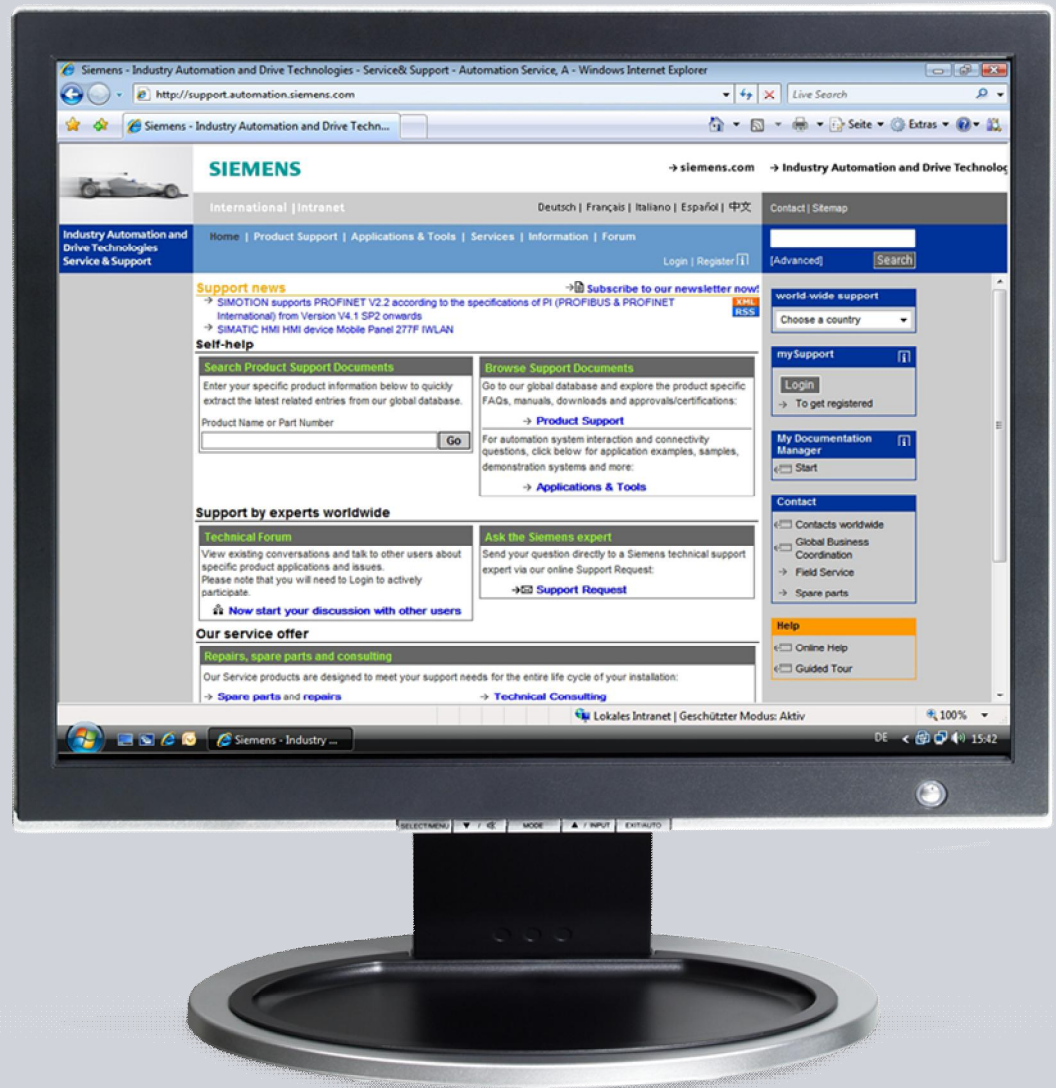 Siemens - Industry Automation and Drive Technologies - Service& Support - Automation Service, A - Windows Internet Explorer
http://support.automation.siemens.com
Live Search
Siemens - Industry Automation and Drive Techn...
Seite
Extras
SIEMENS
→ siemens.com
→ Industry Automation and Drive Technolog
International | Intranet
Deutsch | Français | Italiano | Español | 中文
Contact | Sitemap
Industry Automation and
Drive Technologies
Service & Support
Home | Product Support | Applications & Tools | Services | Information | Forum
Login | Register
[Advanced]
Search
Support news
→ Subscribe to our newsletter now!
→ SIMOTION supports PROFINET V2.2 according to the specifications of PI (PROFIBUS & PROFINET
International) from Version V4.1 SP2 onwards
→ SIMATIC HMI HMI device Mobile Panel 277F IWLAN
XML
RSS
Self-help
Search Product Support Documents
Enter your specific product information below to quickly
extract the latest related entries from our global database.
Product Name or Part Number
Go
Browse Support Documents
Go to our global database and explore the product specific
FAQs, manuals, downloads and approvals/certifications:
→ Product Support
For automation system interaction and connectivity
questions, click below for application examples, samples,
demonstration systems and more:
→ Applications & Tools
Support by experts worldwide
Technical Forum
View existing conversations and talk to other users about
specific product applications and issues.
Please note that you will need to Login to actively
participate.
Now start your discussion with other users
Ask the Siemens expert
Send your question directly to a Siemens technical support
expert via our online Support Request:
→ Support Request
Our service offer
Repairs, spare parts and consulting
Our Service products are designed to meet your support needs for the entire life cycle of your installation:
→ Spare parts and repairs
→ Technical Consulting
world-wide support
Choose a country
mySupport
Login
→ To get registered
My Documentation
Manager
Start
Contact
Contacts worldwide
Global Business
Coordination
→ Field Service
→ Spare parts
Help
Online Help
Guided Tour
Lokales Intranet | Geschützter Modus: Aktiv
100%
Siemens - Industry ...
DE
15:42
SELECT/MENU
▼ /
MODE
▲ / INPUT
EXIT/AUTO